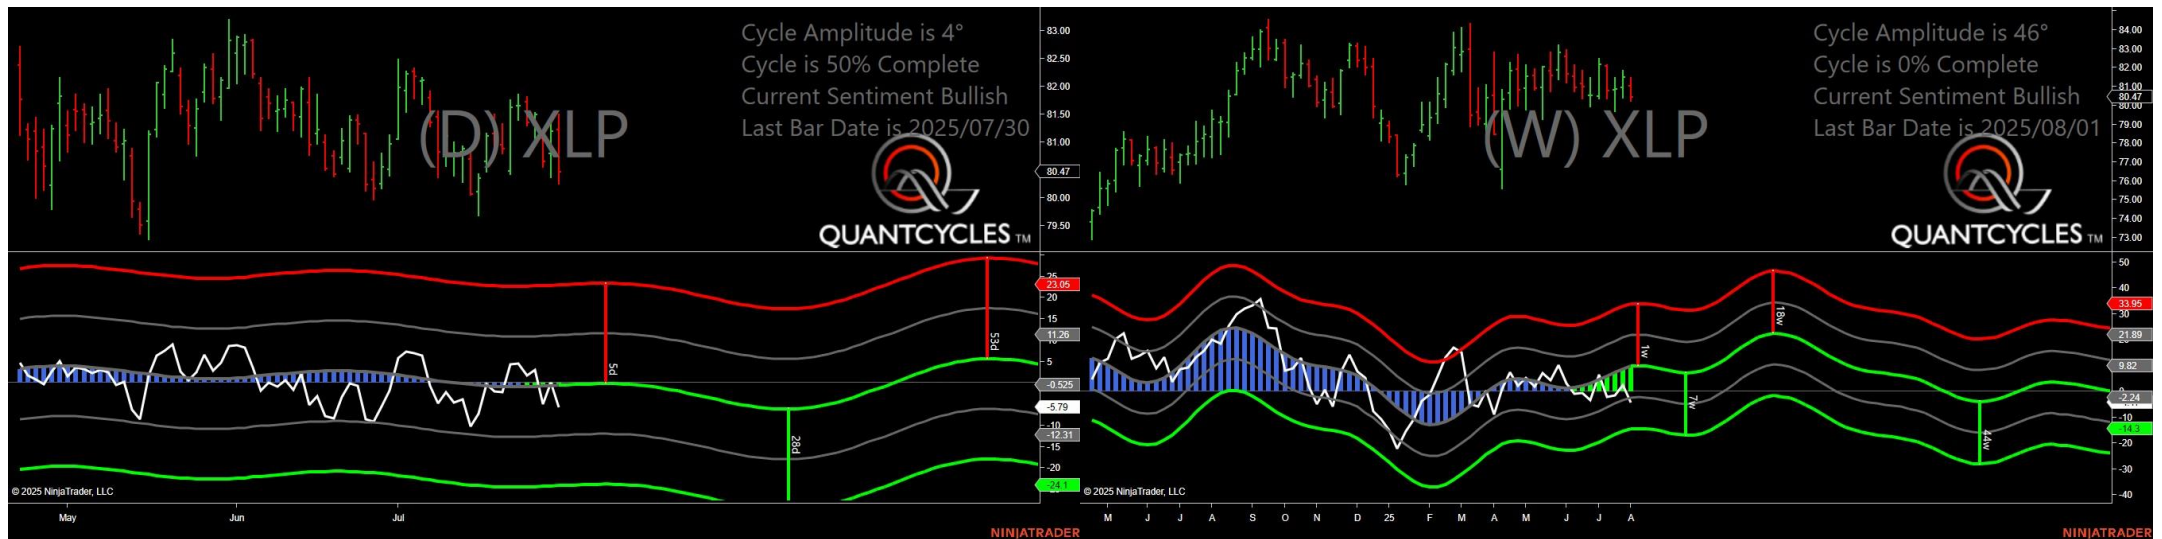 Cycle Amplitude is 4°
Cycle is 50% Complete
Current Sentiment Bullish
Last Bar Date is 2025/07/30
(D) XLP
QUANTCYCLES TM
83.00
82.50
82.00
81.50
81.00
80.47
80.00
79.50
25
23.05
20
15
11.26
5
-0.525
-5.79
-10
-12.31
-15
-20
-24.1
5d
28d
53d
© 2025 NinjaTrader, LLC
May
Jun
Jul
NINJATRADER
Cycle Amplitude is 46°
Cycle is 0% Complete
Current Sentiment Bullish
Last Bar Date is 2025/08/01
(W) XLP
QUANTCYCLES TM
84.00
83.00
82.00
81.00
80.47
80.00
79.00
78.00
77.00
76.00
75.00
74.00
73.00
50
40
33.95
30
21.89
9.82
0
-2.24
-10
-14.3
-20
-30
-40
1w
7w
18w
44w
© 2025 NinjaTrader, LLC
M J J A S O N D 25 F M A M J J A
NINJATRADER